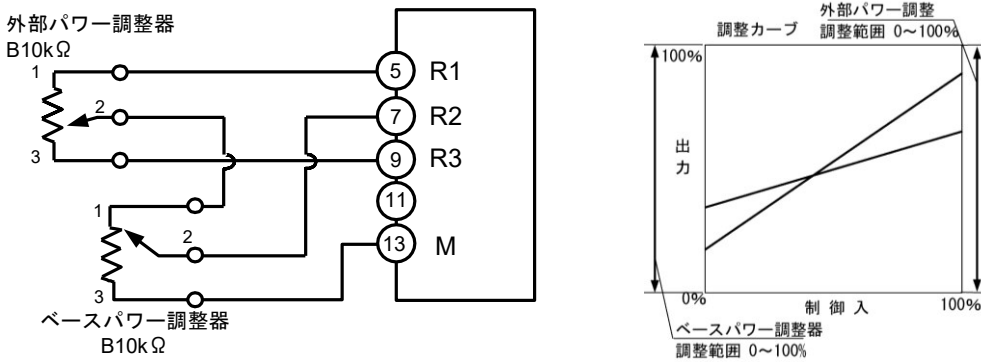 外部パワー調整器
B10kΩ
1
2
3
5
R1
7
R2
9
R3
11
13
M
1
2
3
ベースパワー調整器
B10kΩ
外部パワー調整
調整カーブ
調整範囲 0～100%
100%
出力
0%
制 御 入
100%
ベースパワー調整器
調整範囲 0～100%